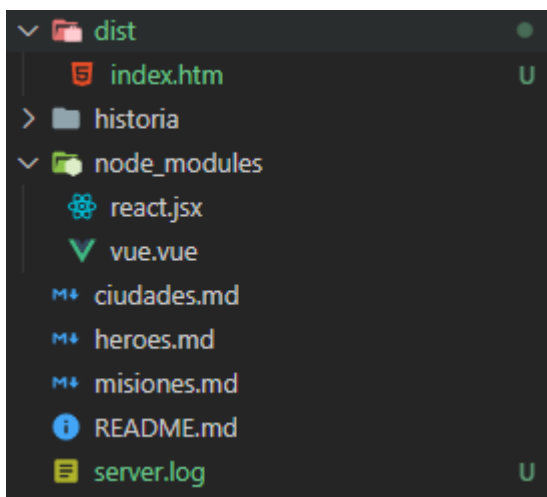 dist
index.htm U
historia
node_modules
react.jsx
vue.vue
ciudades.md
heroes.md
misiones.md
README.md
server.log U